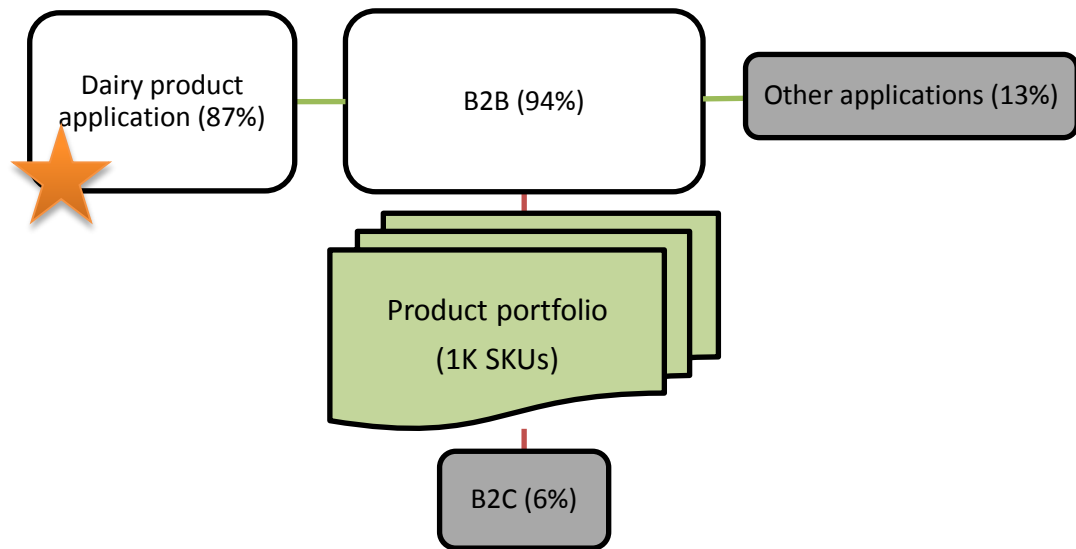 Dairy product
application (87%)
B2B (94%)
Other applications (13%)
Product portfolio
(1K SKUs)
B2C (6%)